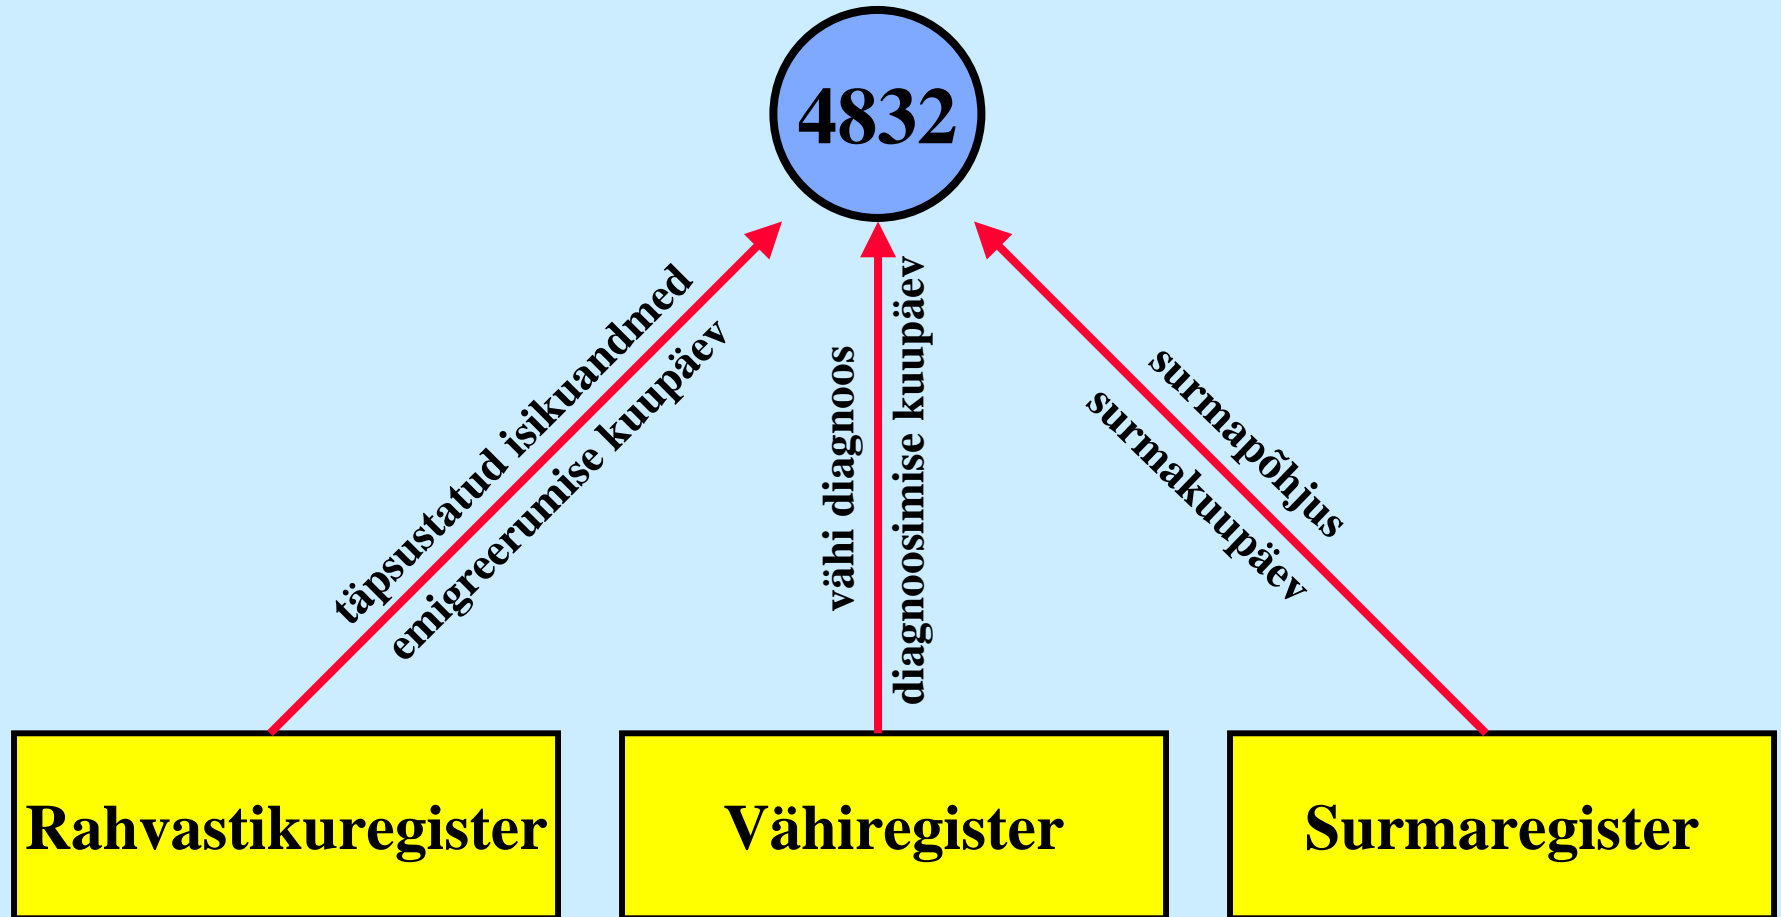 4832
täpsustatud isikuandmed
emigreerumise kuupäev
vähi diagnoos
diagnoosimise kuupäev
surmapõhjus
surmakuupäev
Rahvastikuregister
Vähiregister
Surmaregister